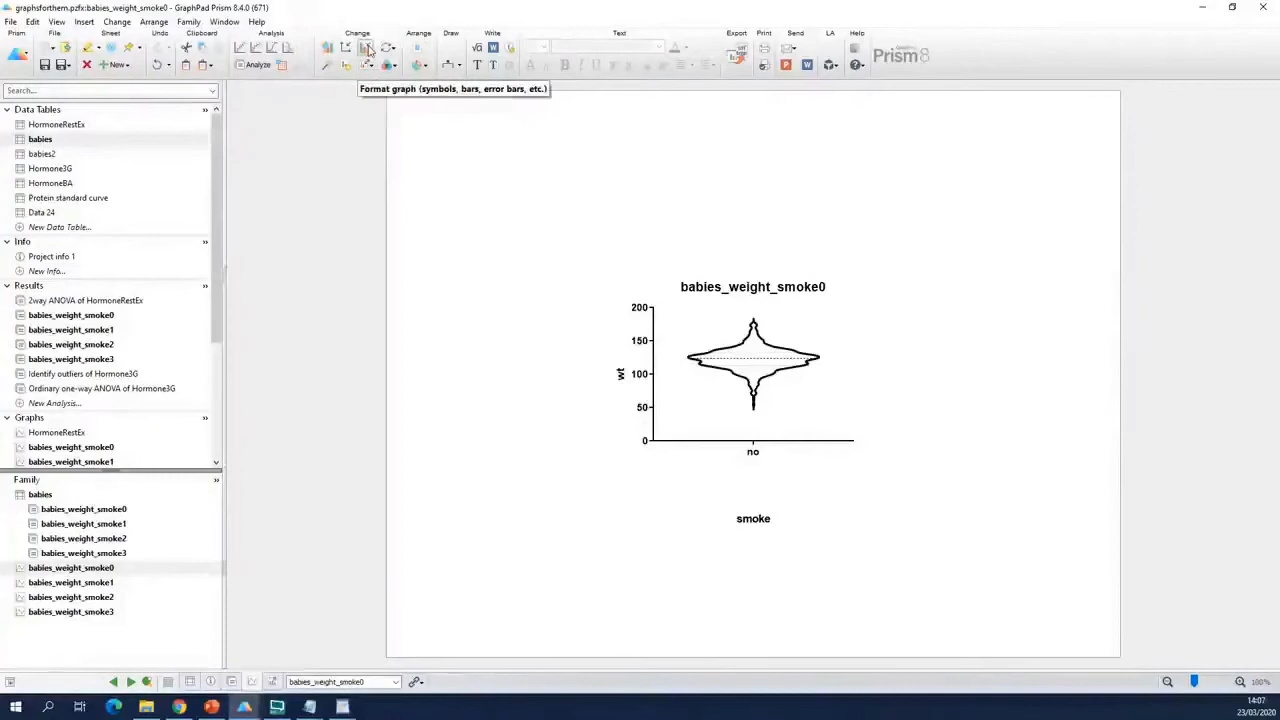 graphsforthem.pzfx:babies_weight_smoke0 - GraphPad Prism 8.4.0 (671)
File Edit View Insert Change Arrange Family Window Help
Prism File Sheet Undo Clipboard Analysis Change Arrange Draw Write Text Export Print Send LA Help
Prism 8
New Analyze
Search...
Format graph (symbols, bars, error bars, etc.)
Data Tables
HormoneRestEx
babies
babies2
Hormone3G
HormoneBA
Protein standard curve
Data 24
New Data Table...
Info
Project info 1
New Info...
Results
2way ANOVA of HormoneRestEx
babies_weight_smoke0
babies_weight_smoke1
babies_weight_smoke2
babies_weight_smoke3
Identify outliers of Hormone3G
Ordinary one-way ANOVA of Hormone3G
New Analysis...
Graphs
HormoneRestEx
babies_weight_smoke0
babies_weight_smoke1
Family
babies
babies_weight_smoke0
babies_weight_smoke1
babies_weight_smoke2
babies_weight_smoke3
babies_weight_smoke0
babies_weight_smoke1
babies_weight_smoke2
babies_weight_smoke3
babies_weight_smoke0
200
150
100
50
0
wt
no
smoke
babies_weight_smoke0
100%
14:07
23/03/2020